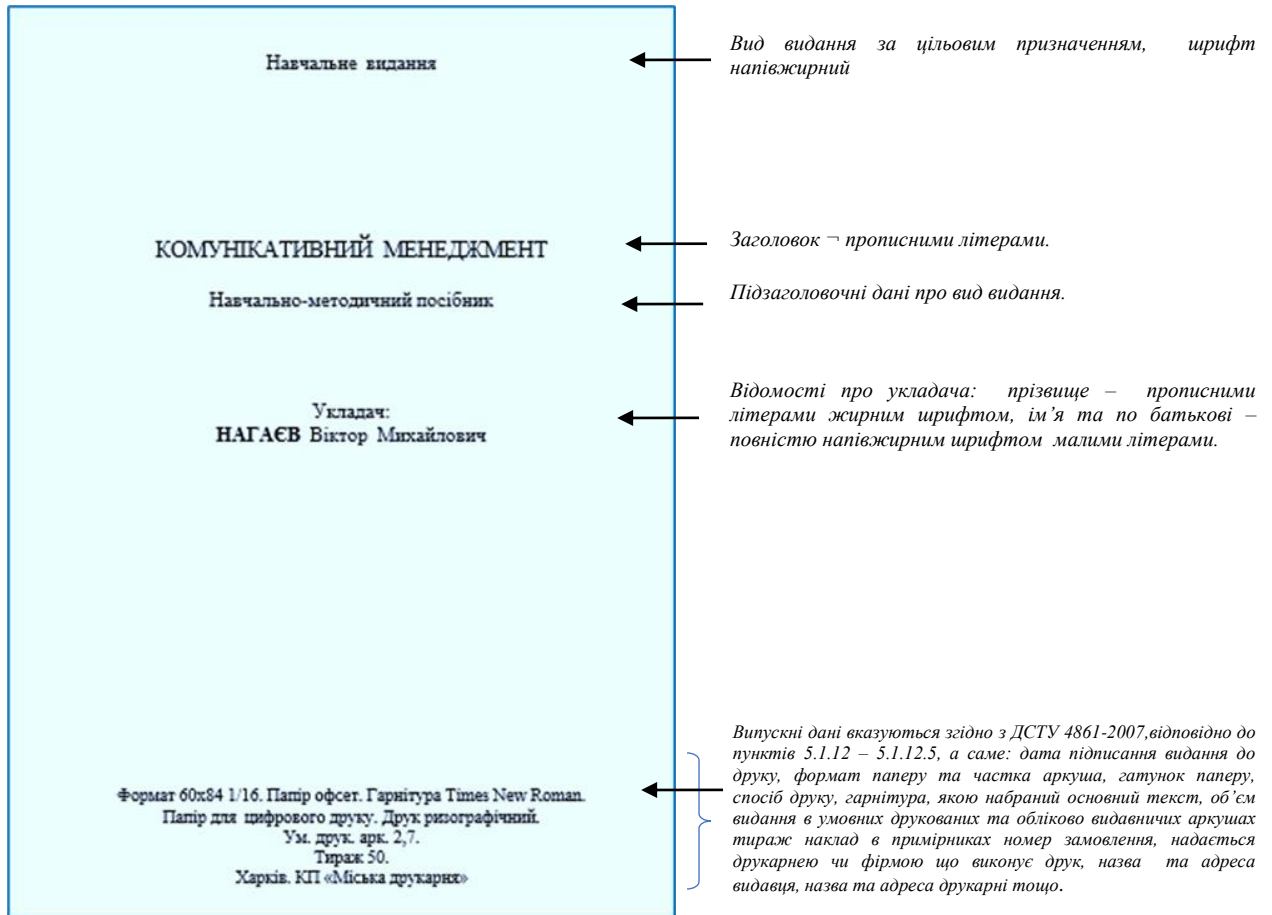 Навчальне видання
Вид видання за цільовим призначенням, шрифт
напівжирний
КОМУНІКАТИВНИЙ МЕНЕДЖМЕНТ
Заголовок ¬ прописними літерами.
Навчально-методичний посібник
Підзаголовочні дані про вид видання.
Укладач:
НАГАЄВ Віктор Михайлович
Відомості про укладача: прізвище – прописними
літерами жирним шрифтом, ім’я та по батькові –
повністю напівжирним шрифтом малими літерами.
Формат 60х84 1/16. Папір офсет. Гарнітура Times New Roman.
Папір для цифрового друку. Друк ризографічний.
Ум. друк. арк. 2,7.
Тираж 50.
Харків. КП «Міська друкарня»
Випускні дані вказуються згідно з ДСТУ 4861-2007,відповідно до
пунктів 5.1.12 – 5.1.12.5, а саме: дата підписання видання до
друку, формат паперу та частка аркуша, гатунок паперу,
спосіб друку, гарнітура, якою набраний основний текст, об’єм
видання в умовних друкованих та обліково видавничих аркушах
тираж наклад в примірниках номер замовлення, надається
друкарнею чи фірмою що виконує друк, назва та адреса
видавця, назва та адреса друкарні тощо.